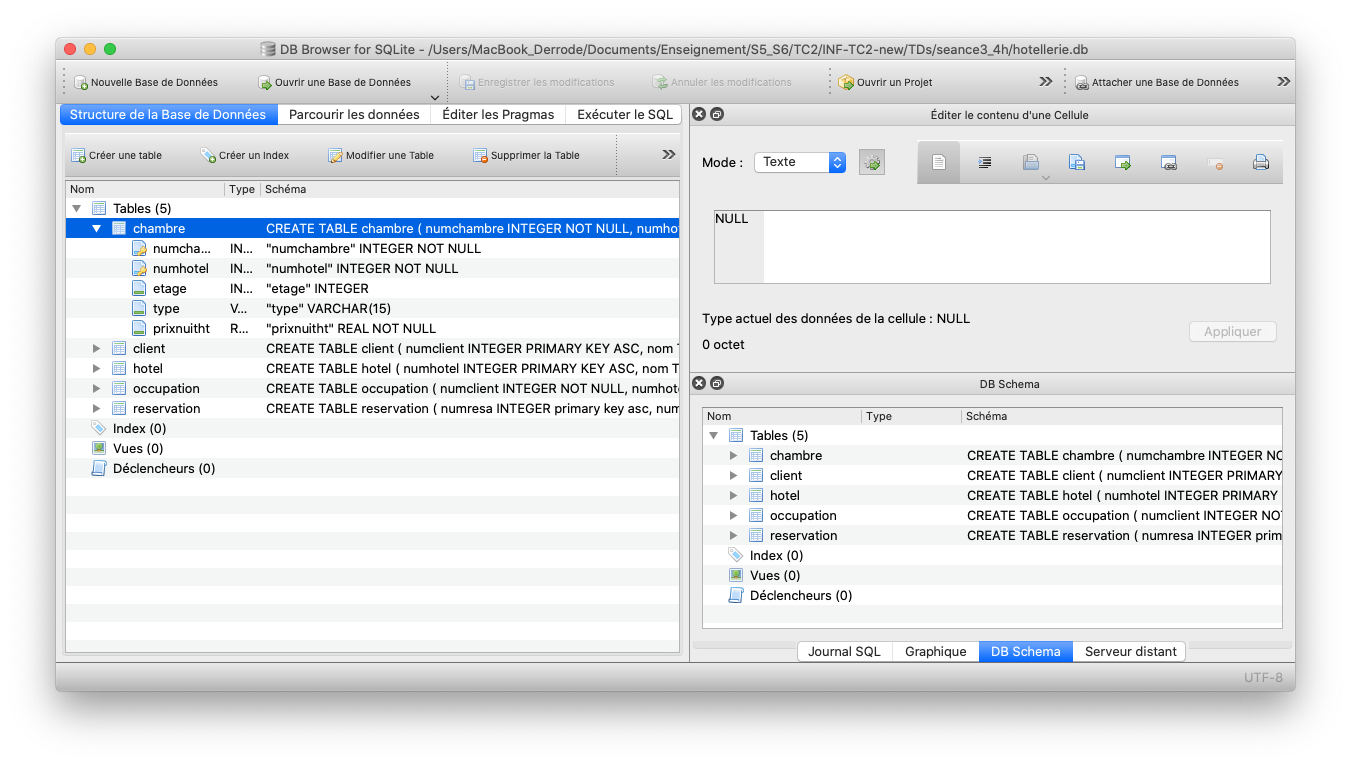 DB Browser for SQLite - /Users/MacBook_Derrode/Documents/Enseignement/S5_S6/TC2/INF-TC2-new/TDs/seance3_4h/hotellerie.db
Nouvelle Base de Données Ouvrir une Base de Données Enregistrer les modifications Annuler les modifications Ouvrir un Projet » Attacher une Base de Données »
Structure de la Base de Données Parcourir les données Éditer les Pragmas Exécuter le SQL
Créer une table Créer un Index Modifier une Table Supprimer la Table »
Nom Type Schéma
Tables (5)
chambre CREATE TABLE chambre ( numchambre INTEGER NOT NULL, numho
numcha... IN... "numchambre" INTEGER NOT NULL
numhotel IN... "numhotel" INTEGER NOT NULL
etage IN... "etage" INTEGER
type V... "type" VARCHAR(15)
prixnuitht R... "prixnuitht" REAL NOT NULL
client CREATE TABLE client ( numclient INTEGER PRIMARY KEY ASC, nom T
hotel CREATE TABLE hotel ( numhotel INTEGER PRIMARY KEY ASC, nom T
occupation CREATE TABLE occupation ( numclient INTEGER NOT NULL, numhot
reservation CREATE TABLE reservation ( numresa INTEGER primary key asc, num
Index (0)
Vues (0)
Déclencheurs (0)
Éditer le contenu d'une Cellule
Mode : Texte
NULL
Type actuel des données de la cellule : NULL
0 octet
Appliquer
DB Schema
Nom Type Schéma
Tables (5)
chambre CREATE TABLE chambre ( numchambre INTEGER NO
client CREATE TABLE client ( numclient INTEGER PRIMARY
hotel CREATE TABLE hotel ( numhotel INTEGER PRIMARY
occupation CREATE TABLE occupation ( numclient INTEGER NOT
reservation CREATE TABLE reservation ( numresa INTEGER prim
Index (0)
Vues (0)
Déclencheurs (0)
Journal SQL Graphique DB Schema Serveur distant
UTF-8